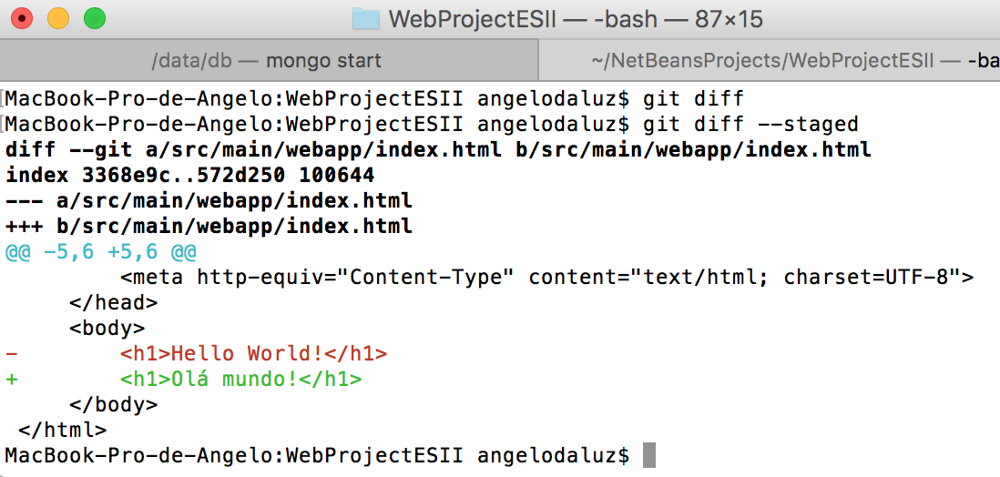 WebProjectESII — -bash — 87×15
/data/db — mongo start
~/NetBeansProjects/WebProjectESII — -ba
MacBook-Pro-de-Angelo:WebProjectESII angelodaluz$ git diff
MacBook-Pro-de-Angelo:WebProjectESII angelodaluz$ git diff --staged
diff --git a/src/main/webapp/index.html b/src/main/webapp/index.html
index 3368e9c..572d250 100644
--- a/src/main/webapp/index.html
+++ b/src/main/webapp/index.html
@@ -5,6 +5,6 @@
         <meta http-equiv="Content-Type" content="text/html; charset=UTF-8">
     </head>
     <body>
-        <h1>Hello World!</h1>
+        <h1>Olá mundo!</h1>
     </body>
 </html>
MacBook-Pro-de-Angelo:WebProjectESII angelodaluz$